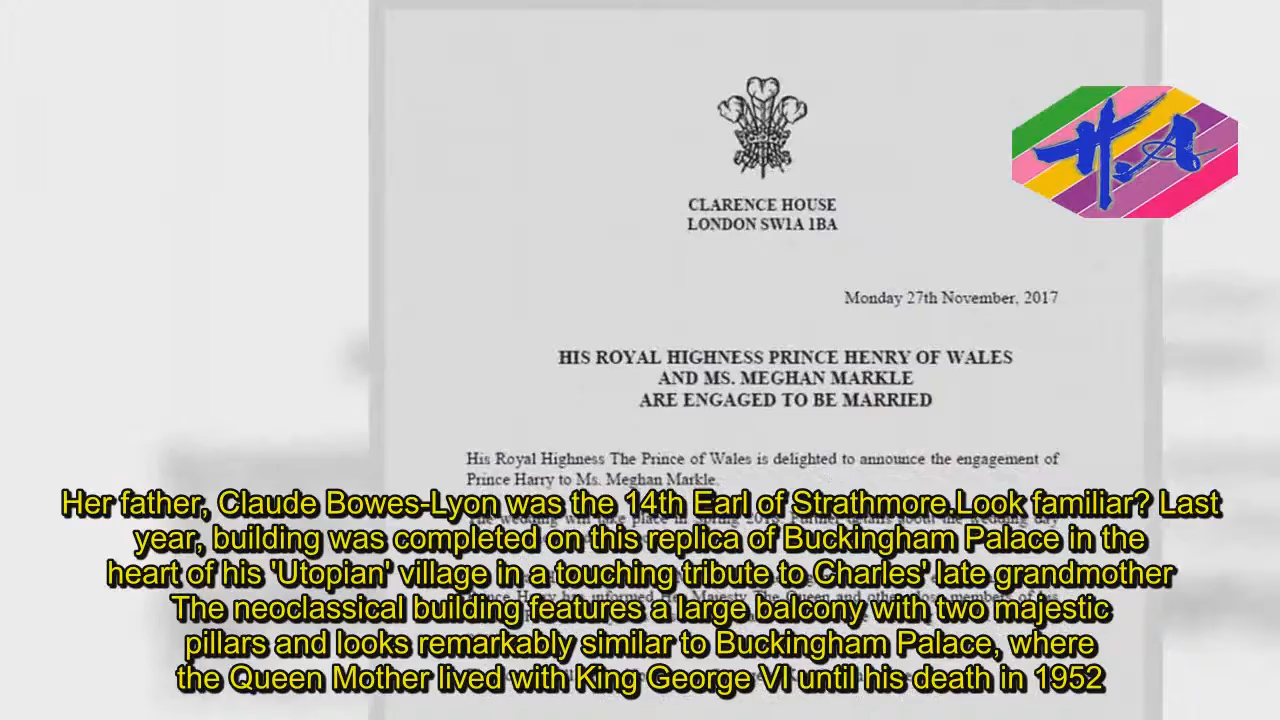 H.A
CLARENCE HOUSE
LONDON SW1A 1BA
Monday 27th November, 2017
HIS ROYAL HIGHNESS PRINCE HENRY OF WALES
AND MS. MEGHAN MARKLE
ARE ENGAGED TO BE MARRIED
His Royal Highness The Prince of Wales is delighted to announce the engagement of
Prince Harry to Ms. Meghan Markle.
Her father, Claude Bowes-Lyon was the 14th Earl of Strathmore.Look familiar? Last
year, building was completed on this replica of Buckingham Palace in the
heart of his 'Utopian' village in a touching tribute to Charles' late grandmother
The neoclassical building features a large balcony with two majestic
pillars and looks remarkably similar to Buckingham Palace, where
the Queen Mother lived with King George VI until his death in 1952